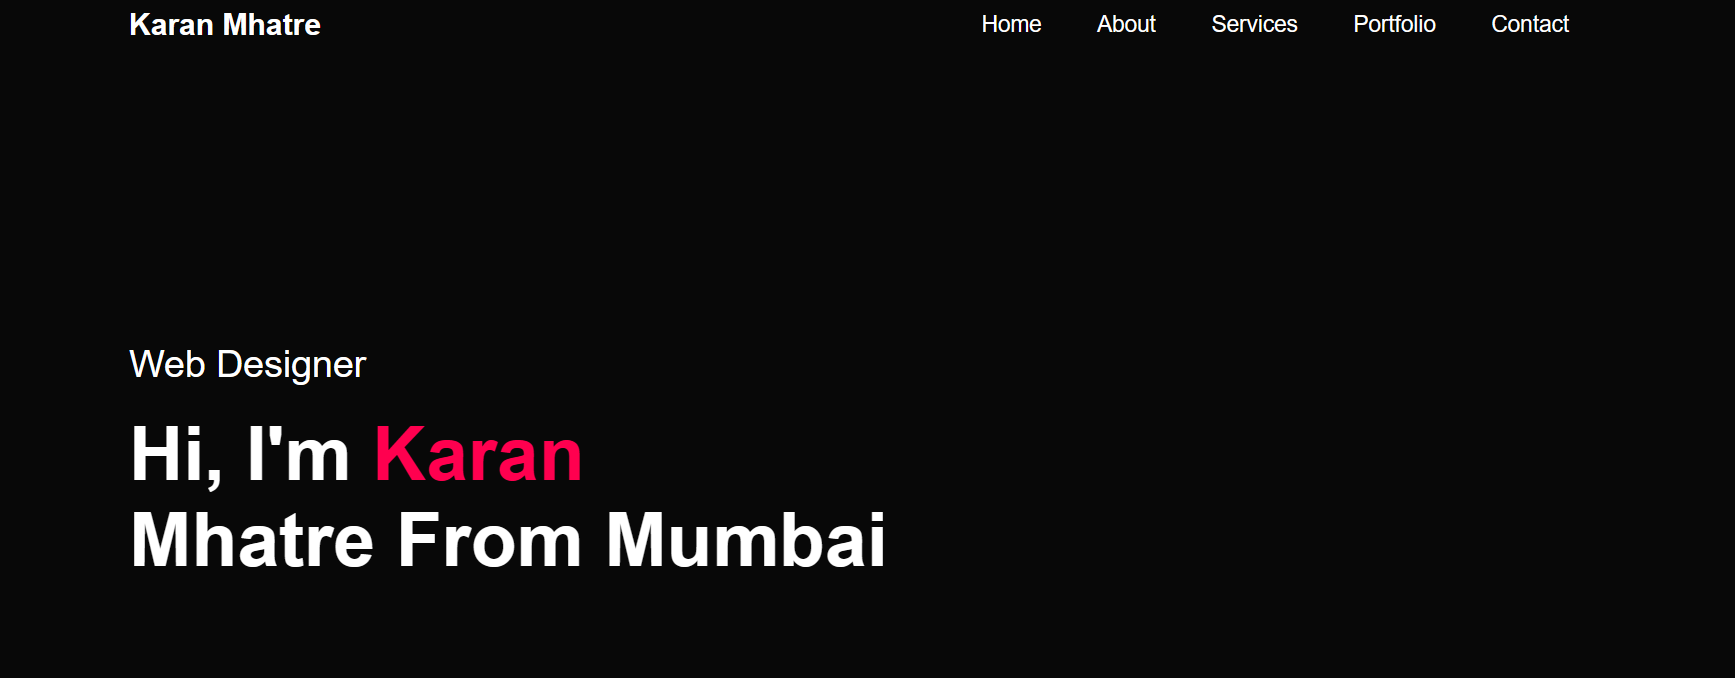 Karan Mhatre
Home About Services Portfolio Contact
Web Designer
Hi, I'm Karan
Mhatre From Mumbai